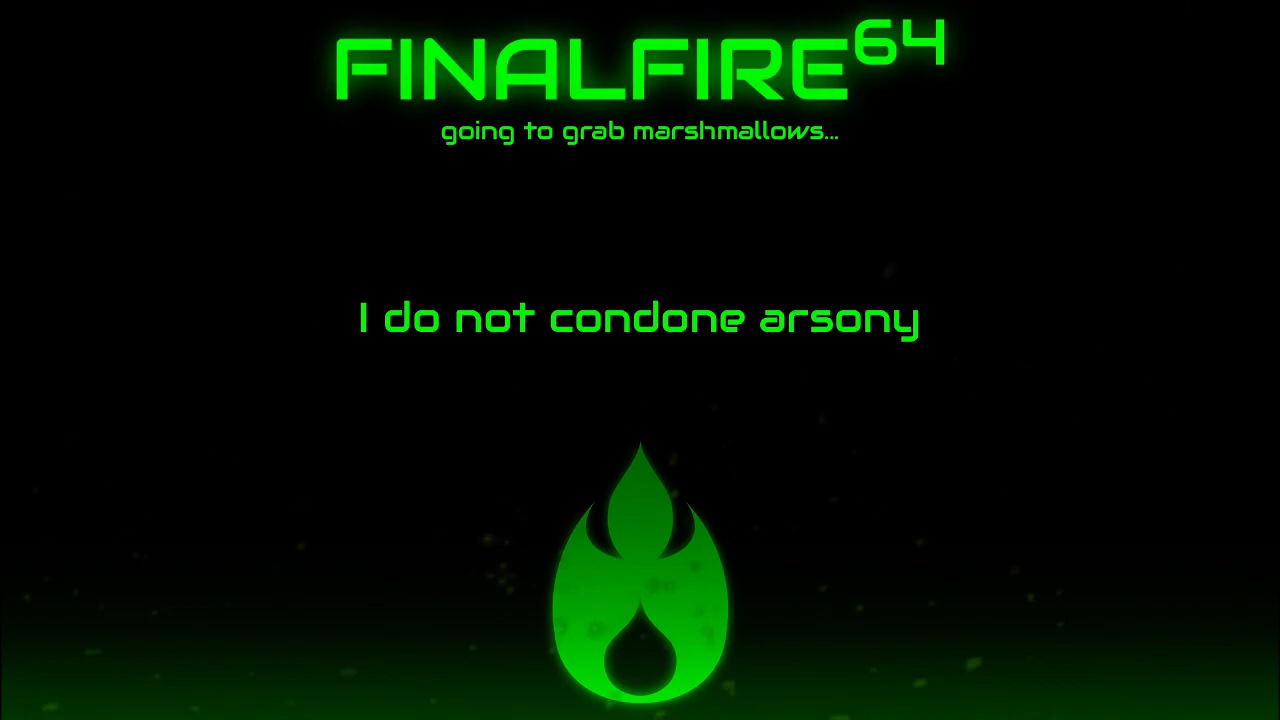 FINALFIRE⁶⁴
going to grab marshmallows...
I do not condone arsony